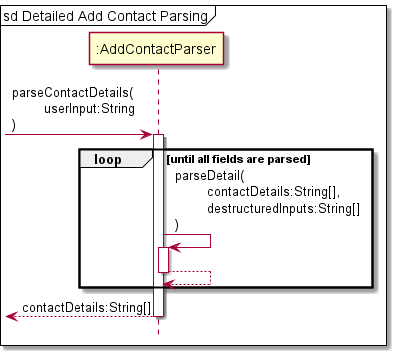 sd Detailed Add Contact Parsing
:AddContactParser
parseContactDetails(
userInput:String
)
loop
[until all fields are parsed]
parseDetail(
contactDetails:String[],
destructuredInputs:String[]
)
contactDetails:String[]